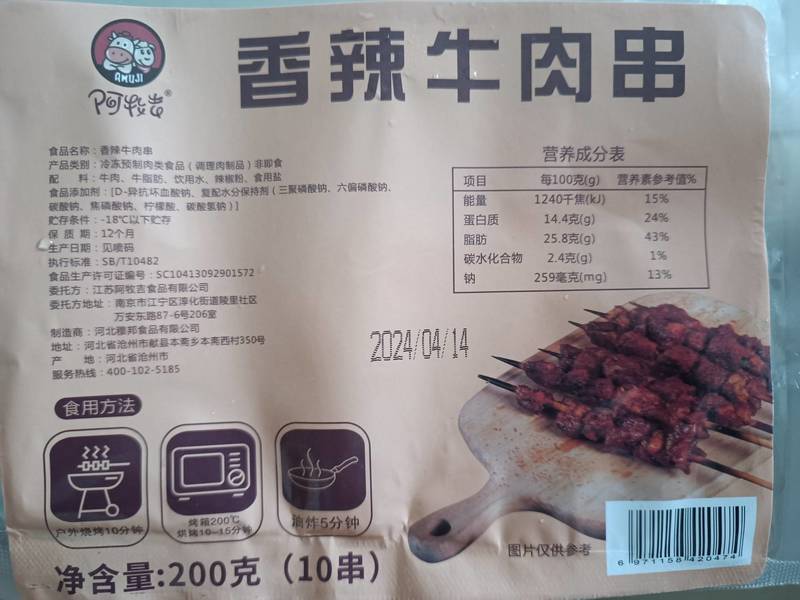 AMUJI
阿牧吉®
香辣牛肉串
食品名称：香辣牛肉串
产品类别：冷冻预制肉类食品（调理肉制品）非即食
配 料：牛肉、牛脂肪、饮用水、辣椒粉、食用盐
食品添加剂：[D-异抗坏血酸钠、复配水分保持剂（三聚磷酸钠、六偏磷酸钠、
碳酸钠、焦磷酸钠、柠檬酸、碳酸氢钠）]
贮存条件：-18℃以下贮存
保 质 期：12个月
生产日期：见喷码
执行标准：SB/T10482
食品生产许可证编号：SC10413092901572
委托方：江苏阿牧吉食品有限公司
委托方地址：南京市江宁区淳化街道陵里社区
万安东路87-6号206室
制造商：河北雅邦食品有限公司
地址：河北省沧州市献县本斋乡本斋西村350号
产 地：河北省沧州市
服务热线：400-102-5185
营养成分表
项目 每100克(g) 营养素参考值%
能量 1240千焦(kJ) 15%
蛋白质 14.4克(g) 24%
脂肪 25.8克(g) 43%
碳水化合物 2.4克(g) 1%
钠 259毫克(mg) 13%
2024/04/14
食用方法
户外烧烤10分钟
烤箱200℃
烘烤10-15分钟
油炸5分钟
净含量:200克（10串）
图片仅供参考
6 971158 420474